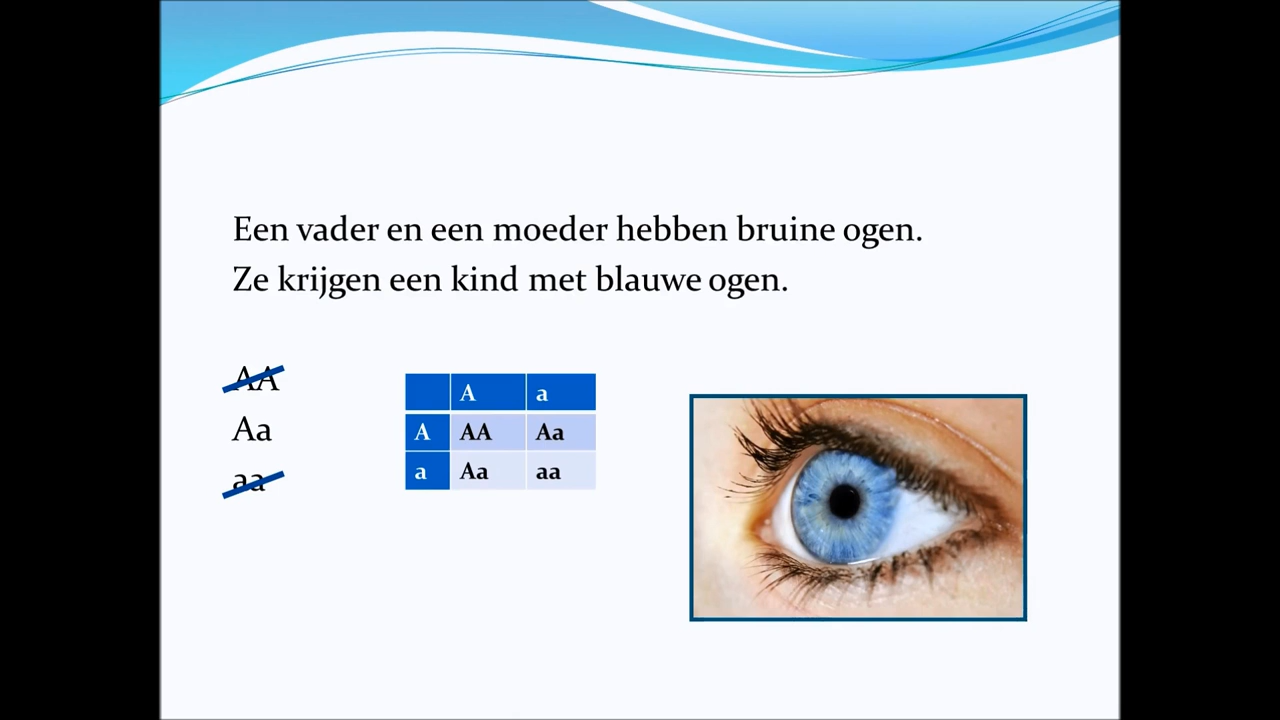 Een vader en een moeder hebben bruine ogen.
Ze krijgen een kind met blauwe ogen.
AA
Aa
aa
A a
A AA Aa
a Aa aa